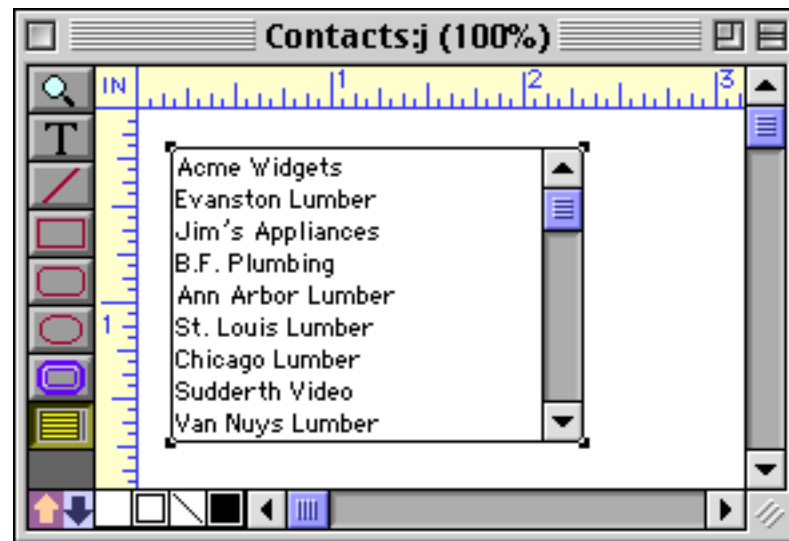 Contacts:j (100%)
IN
1
2
3
T
1
Acme Widgets
Evanston Lumber
Jim's Appliances
B.F. Plumbing
Ann Arbor Lumber
St. Louis Lumber
Chicago Lumber
Sudderth Video
Van Nuys Lumber